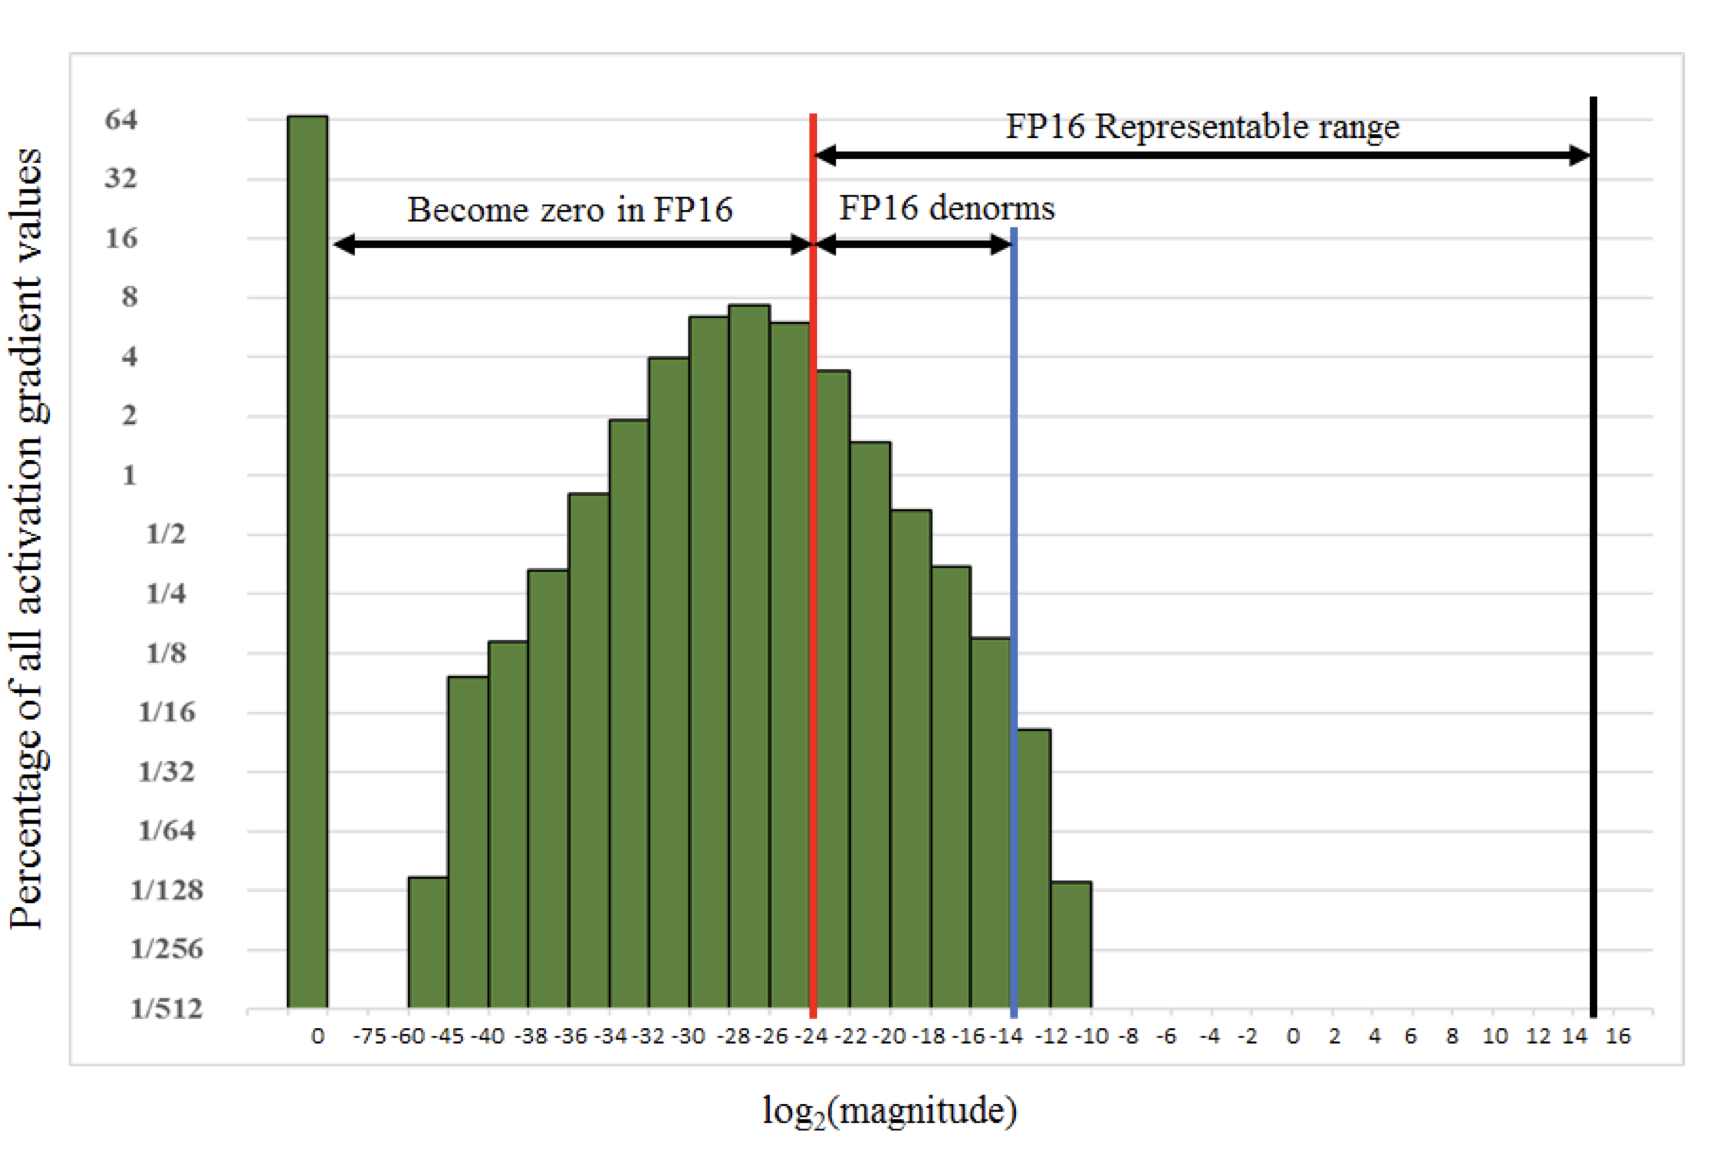 Percentage of all activation gradient values
64
32
16
8
4
2
1
1/2
1/4
1/8
1/16
1/32
1/64
1/128
1/256
1/512
FP16 Representable range
Become zero in FP16
FP16 denorms
0 -75 -60 -45 -40 -38 -36 -34 -32 -30 -28 -26 -24 -22 -20 -18 -16 -14 -12 -10 -8 -6 -4 -2 0 2 4 6 8 10 12 14 16
log₂(magnitude)